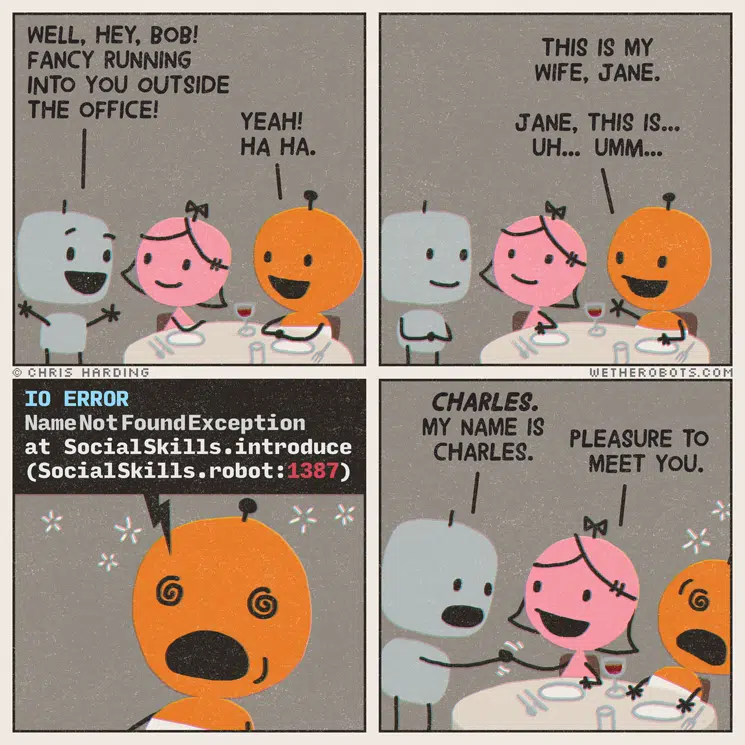 WELL, HEY, BOB!
FANCY RUNNING
INTO YOU OUTSIDE
THE OFFICE!
YEAH!
HA HA.
THIS IS MY
WIFE, JANE.
JANE, THIS IS...
UH... UMM...
© CHRIS HARDING
WETHEROBOTS.COM
IO ERROR
NameNotFoundException
at SocialSkills.introduce
(SocialSkills.robot:1387)
CHARLES.
MY NAME IS
CHARLES.
PLEASURE TO
MEET YOU.